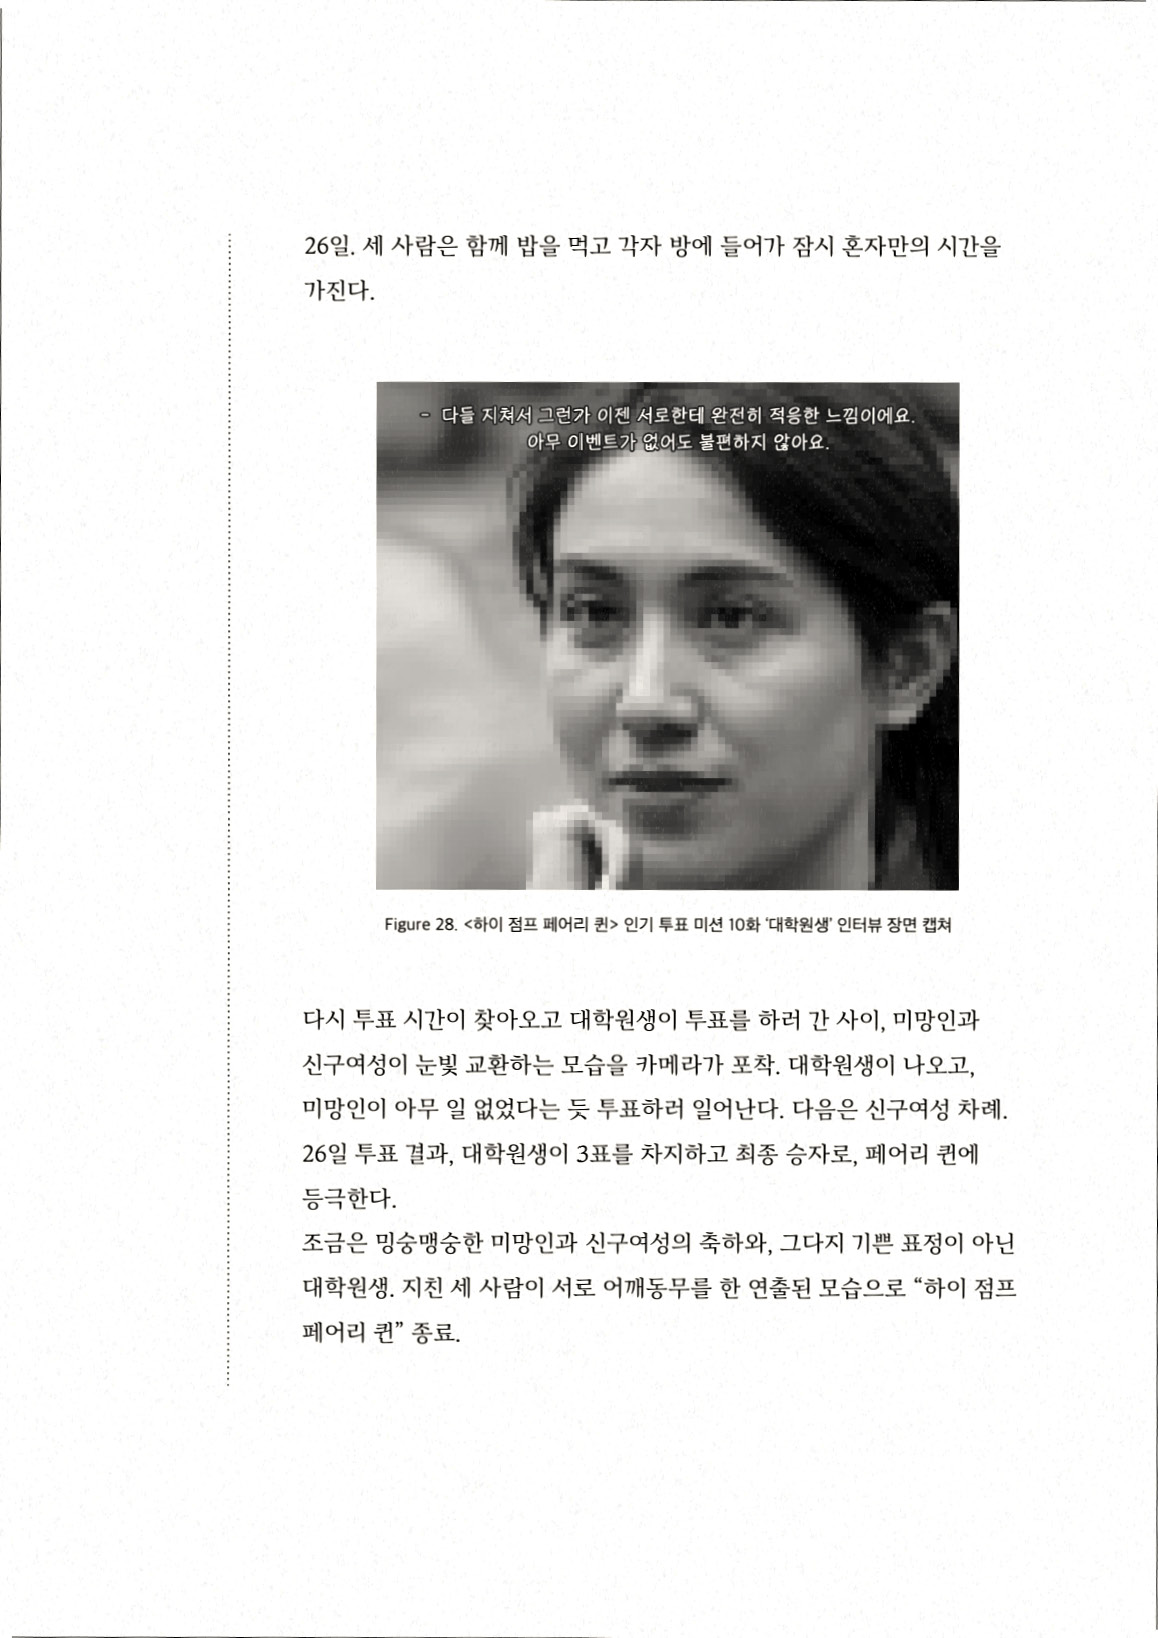 26일. 세 사람은 함께 밥을 먹고 각자 방에 들어가 잠시 혼자만의 시간을
가진다.
- 다들 지쳐서 그런가 이젠 서로한테 완전히 적응한 느낌이에요.
아무 이벤트가 없어도 불편하지 않아요.
Figure 28. <하이 점프 페어리 퀸> 인기 투표 미션 10화 ‘대학원생’ 인터뷰 장면 캡쳐
다시 투표 시간이 찾아오고 대학원생이 투표를 하러 간 사이, 미망인과
신구여성이 눈빛 교환하는 모습을 카메라가 포착. 대학원생이 나오고,
미망인이 아무 일 없었다는 듯 투표하러 일어난다. 다음은 신구여성 차례.
26일 투표 결과, 대학원생이 3표를 차지하고 최종 승자로, 페어리 퀸에
등극한다.
조금은 밍숭맹숭한 미망인과 신구여성의 축하와, 그다지 기쁜 표정이 아닌
대학원생. 지친 세 사람이 서로 어깨동무를 한 연출된 모습으로 “하이 점프
페어리 퀸” 종료.